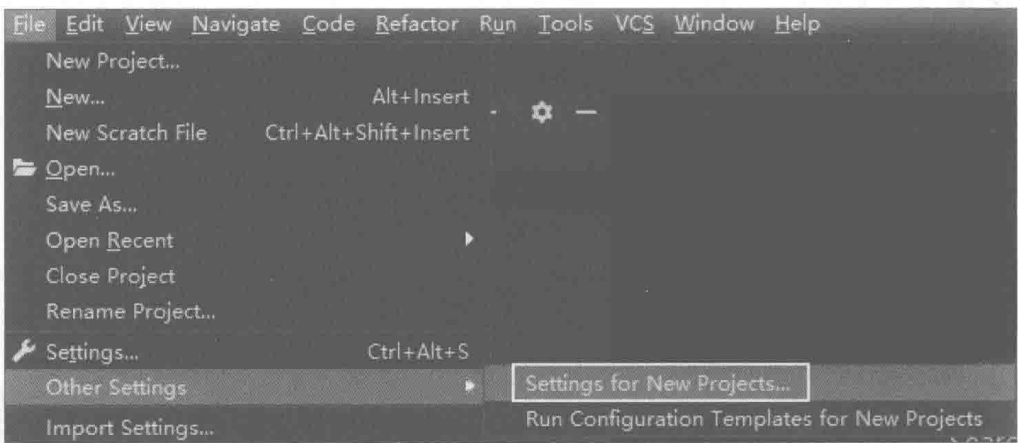 File Edit View Navigate Code Refactor Run Tools VCS Window Help
New Project...
New... Alt+Insert
New Scratch File Ctrl+Alt+Shift+Insert
Open...
Save As...
Open Recent
Close Project
Rename Project...
Settings... Ctrl+Alt+S
Other Settings
Settings for New Projects...
Import Settings...
Run Configuration Templates for New Projects